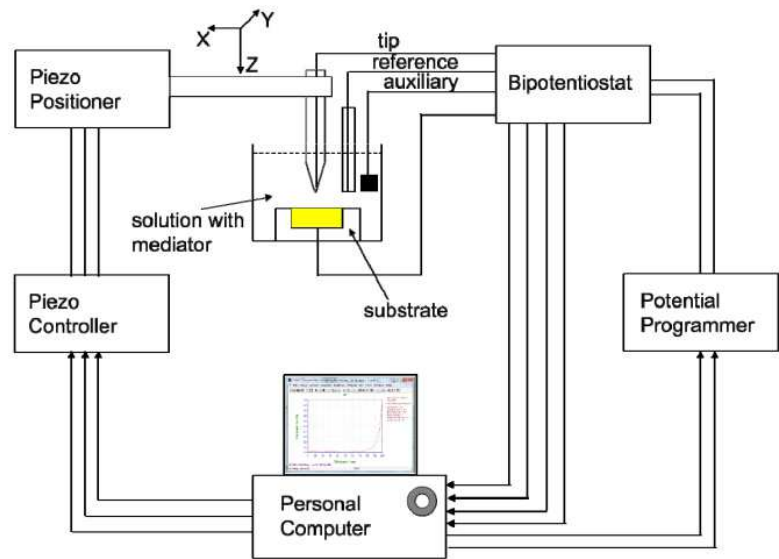 Y
X
Z
Piezo
Positioner
tip
reference
auxiliary
Bipotentiostat
solution with
mediator
substrate
Piezo
Controller
Potential
Programmer
Personal
Computer